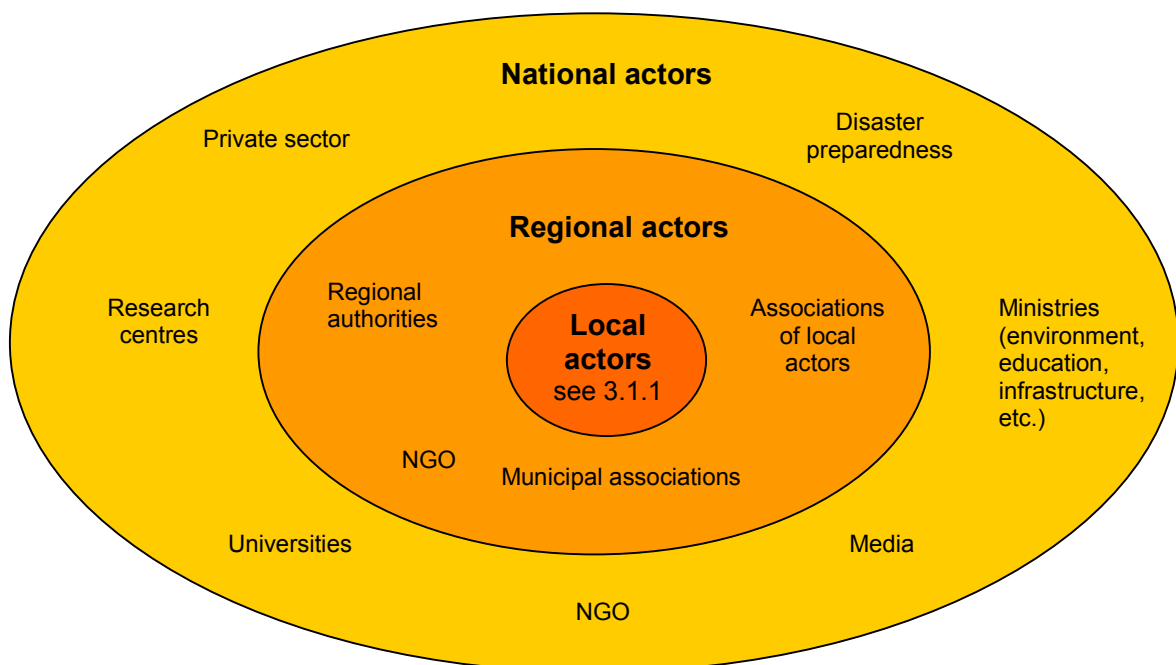 National actors
Private sector
Disaster
preparedness
Regional actors
Research
centres
Regional
authorities
Local
actors
see 3.1.1
Associations
of local
actors
Ministries
(environment,
education,
infrastructure,
etc.)
NGO
Municipal associations
Universities
Media
NGO